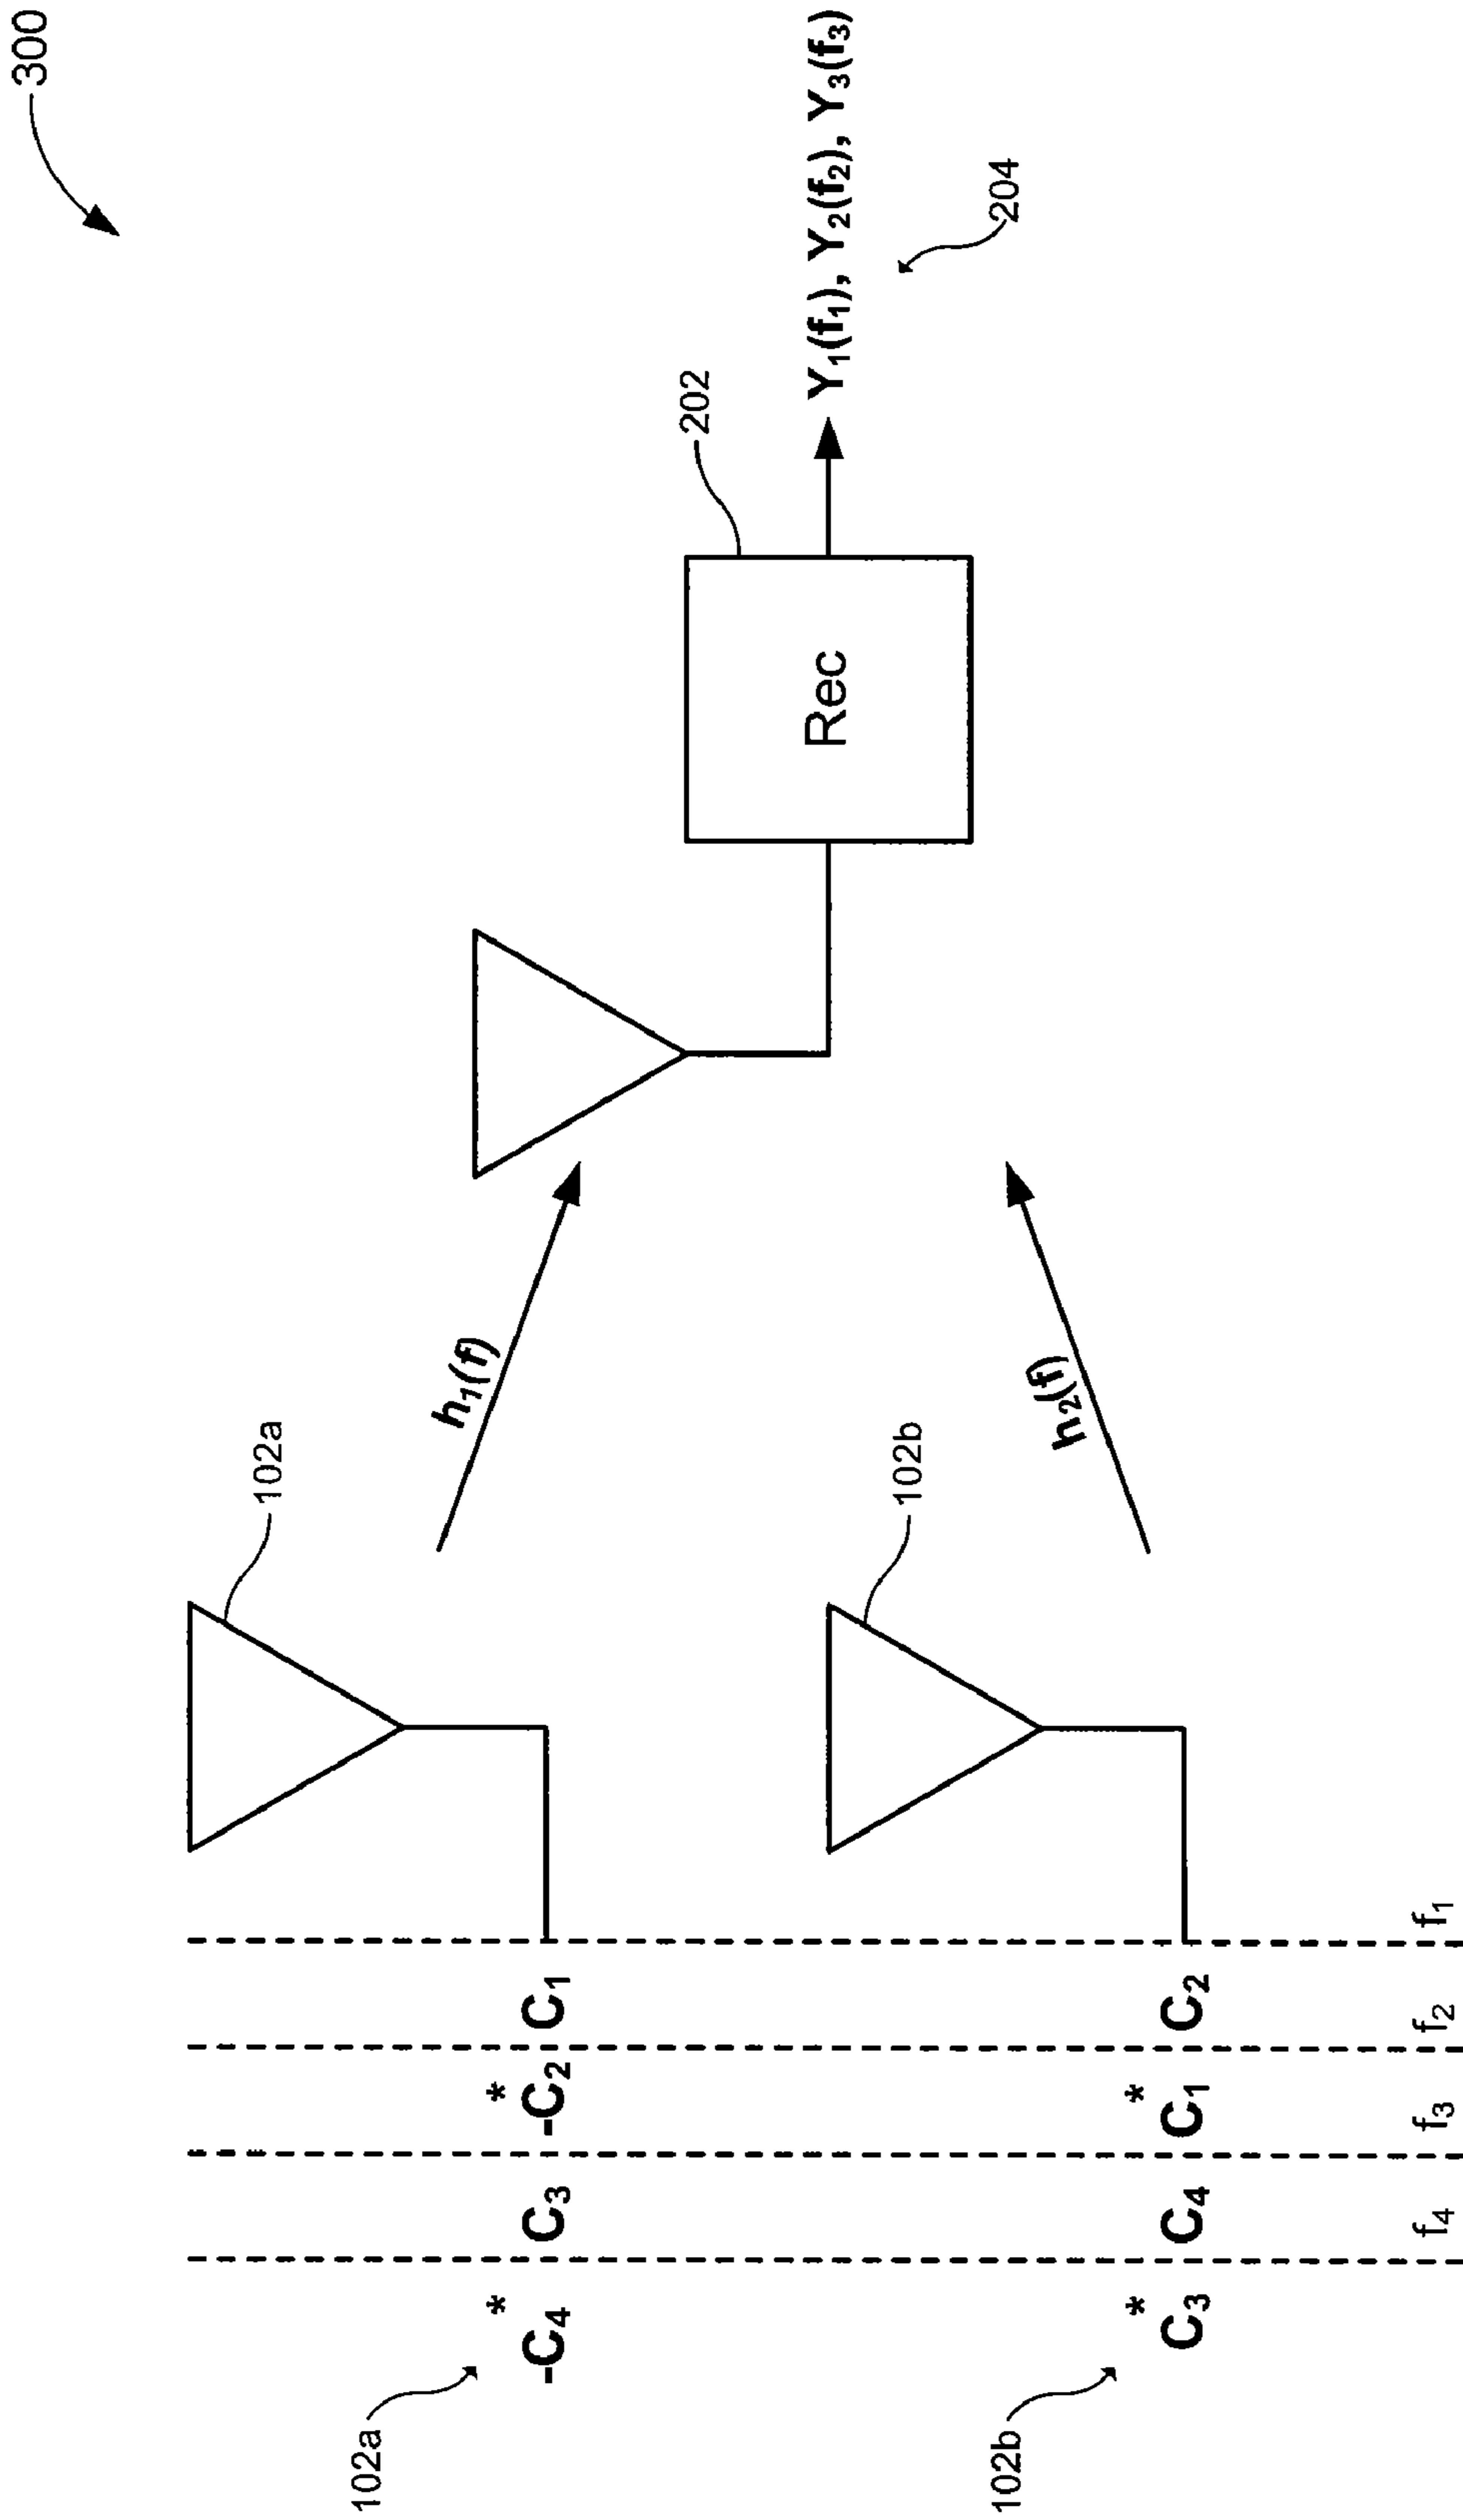 300
102a
102a
-C₄* C₃ -C₂* C₁
h₁(f)
202
Rec
Y₁(f₁), Y₂(f₂), Y₃(f₃)
204
102b
102b
h₂(f)
C₃* C₄ C₁* C₂
f₄ f₃ f₂ f₁